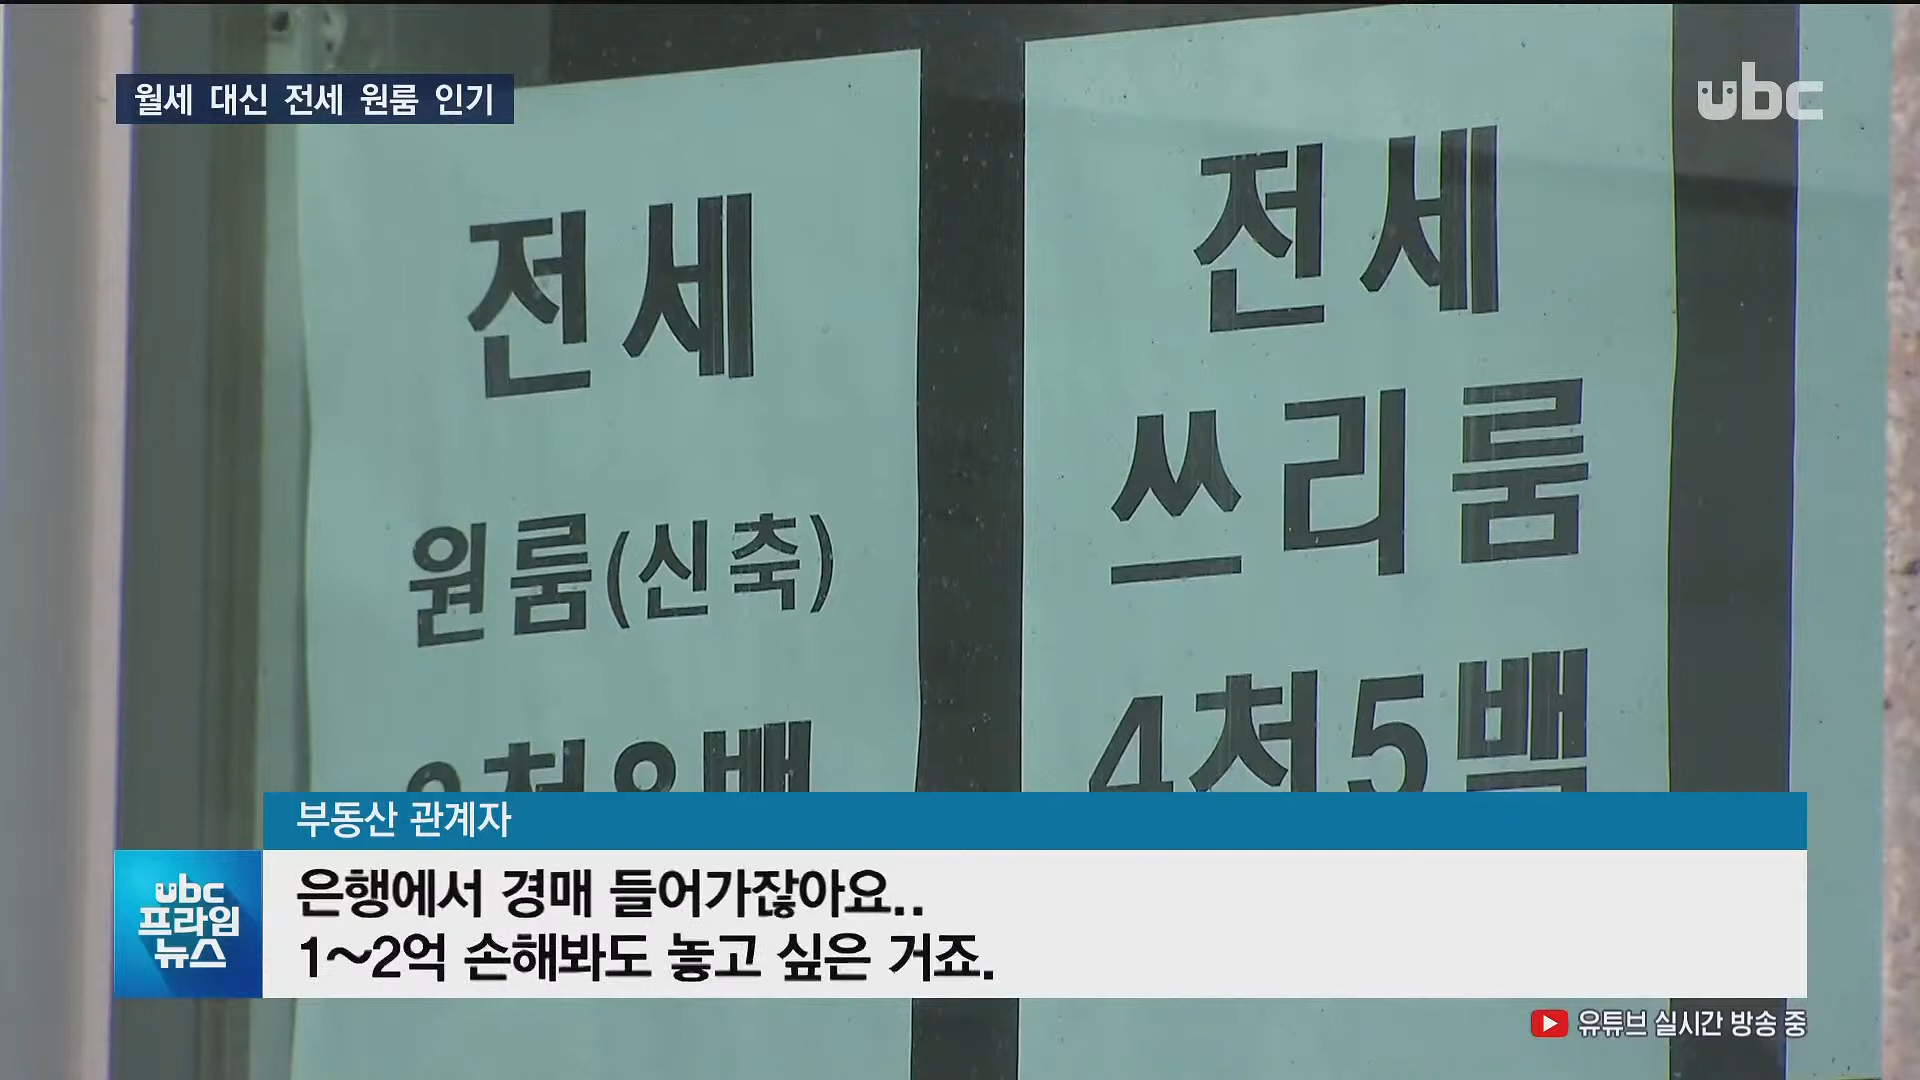 월세 대신 전세 원룸 인기
ubc
전세
원룸(신축)
전세
쓰리룸
4천5백
부동산 관계자
ubc
프라임
뉴스
은행에서 경매 들어가잖아요..
1~2억 손해봐도 놓고 싶은 거죠.
유튜브 실시간 방송 중